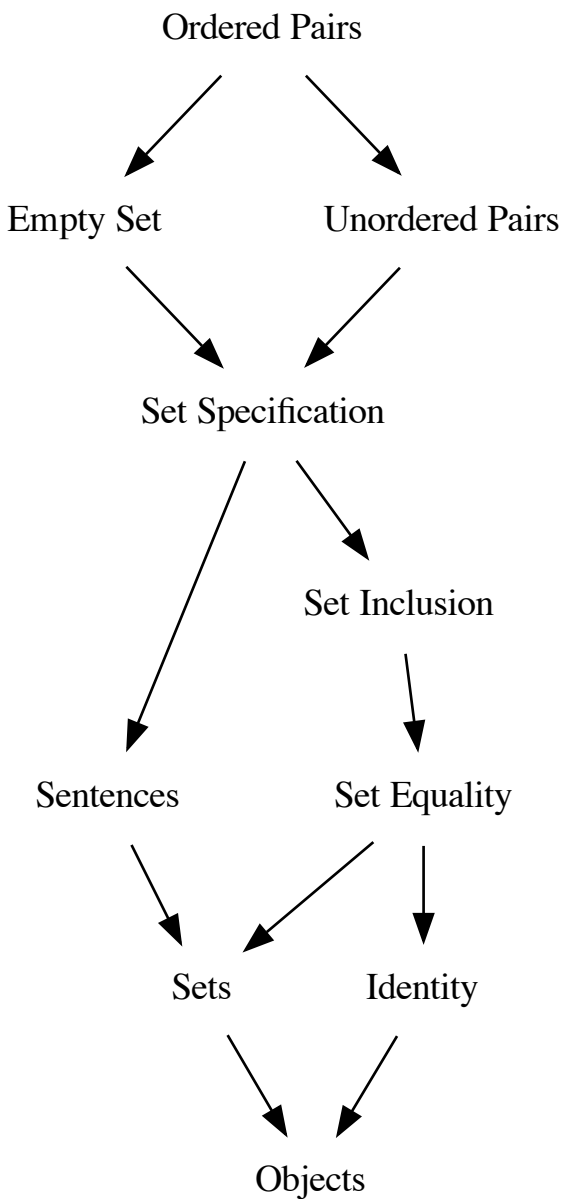 Ordered Pairs
Empty Set
Unordered Pairs
Set Specification
Set Inclusion
Sentences
Set Equality
Sets
Identity
Objects